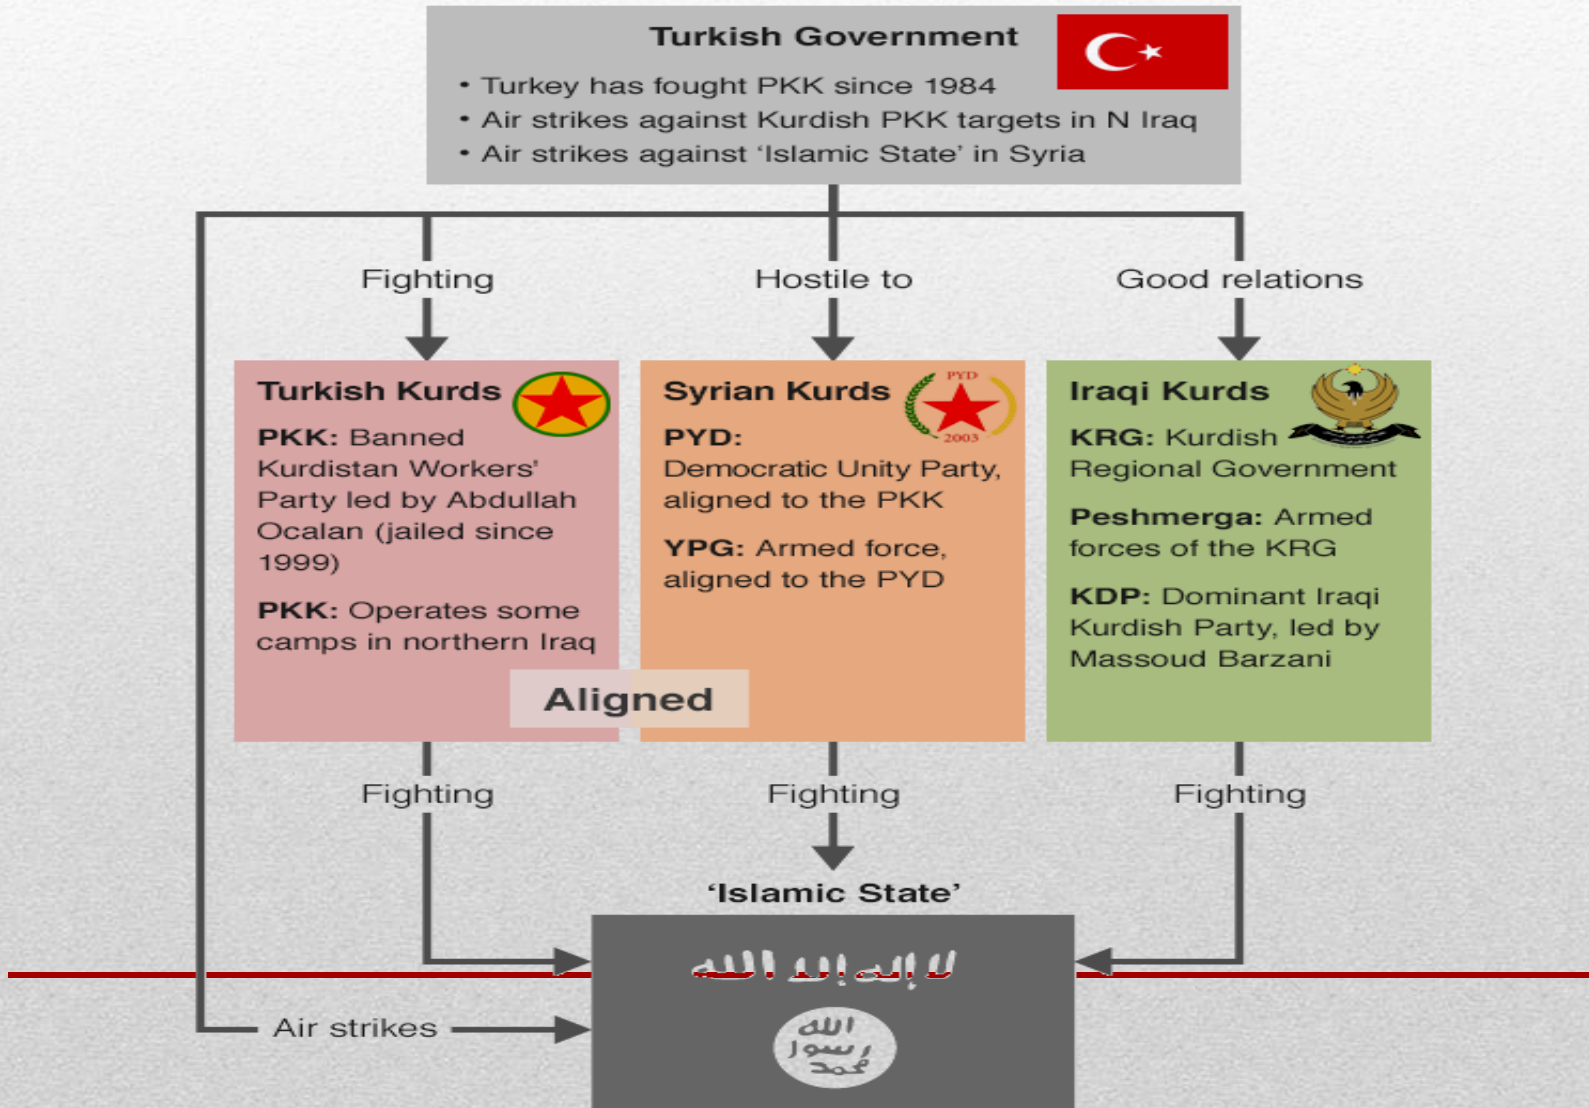 Turkish Government
• Turkey has fought PKK since 1984
• Air strikes against Kurdish PKK targets in N Iraq
• Air strikes against ‘Islamic State’ in Syria
Fighting
Hostile to
Good relations
Turkish Kurds
PKK: Banned
Kurdistan Workers’
Party led by Abdullah
Ocalan (jailed since
1999)
PKK: Operates some
camps in northern Iraq
Syrian Kurds
PYD
2003
PYD:
Democratic Unity Party,
aligned to the PKK
YPG: Armed force,
aligned to the PYD
Aligned
Iraqi Kurds
KRG: Kurdish
Regional Government
Peshmerga: Armed
forces of the KRG
KDP: Dominant Iraqi
Kurdish Party, led by
Massoud Barzani
Fighting
Fighting
Fighting
‘Islamic State’
لا إله إلا الله
الله
رسول
محمد
Air strikes